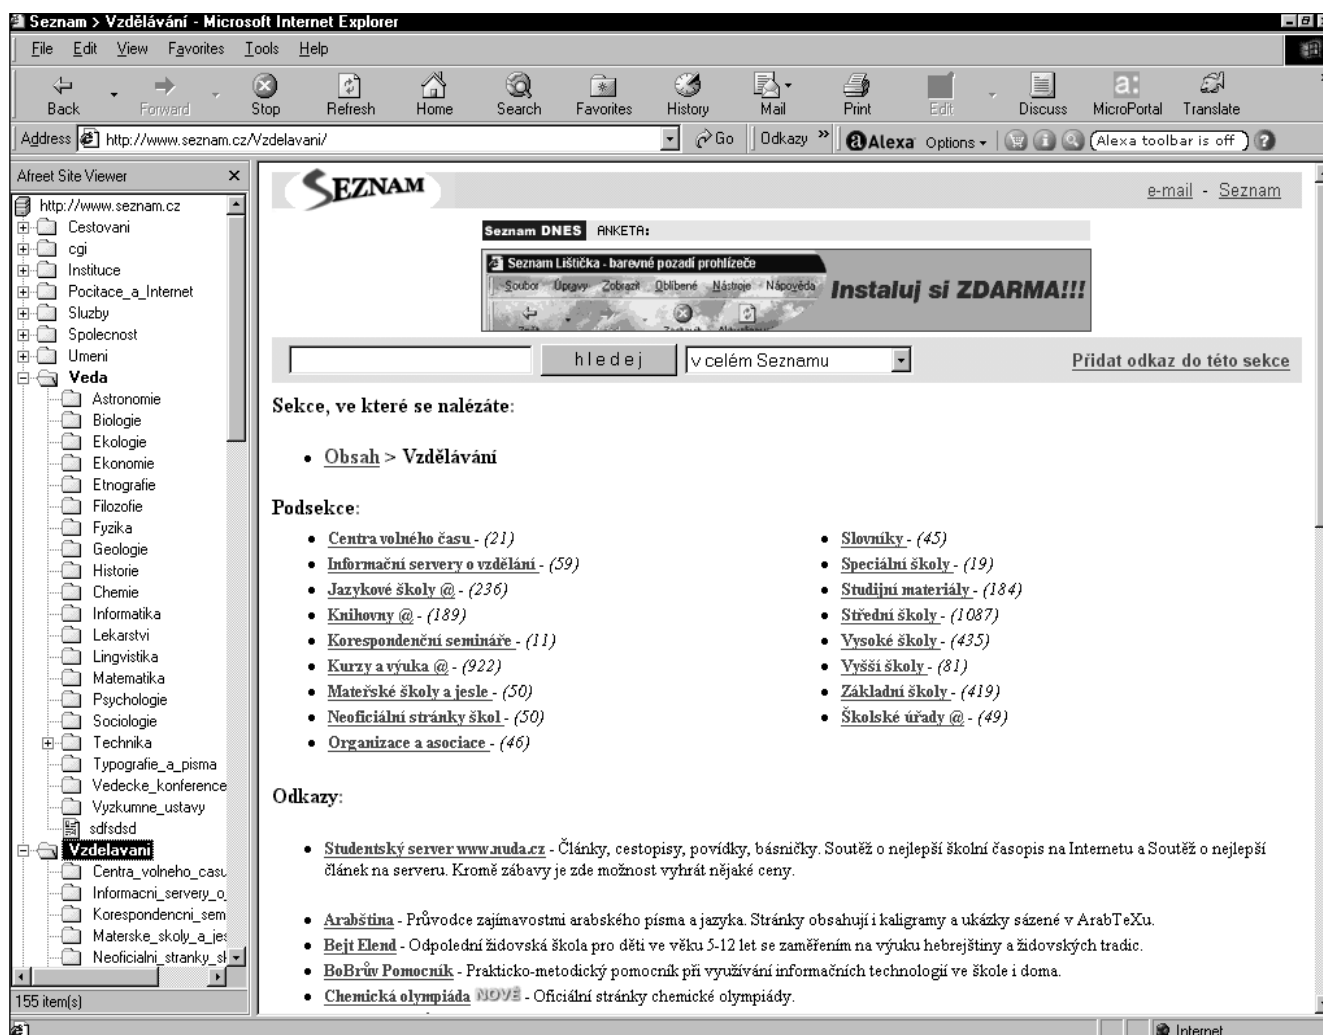 Seznam > Vzdělávání - Microsoft Internet Explorer
File Edit View Favorites Tools Help
Back Forward Stop Refresh Home Search Favorites History Mail Print Edit Discuss MicroPortal Translate
Address http://www.seznam.cz/Vzdelavani/ Go Odkazy » Alexa Options (Alexa toolbar is off)
Afreet Site Viewer
http://www.seznam.cz
Cestovani
cgi
Instituce
Pocitace_a_Internet
Sluzby
Spolecnost
Umeni
Veda
Astronomie
Biologie
Ekologie
Ekonomie
Etnografie
Filozofie
Fyzika
Geologie
Historie
Chemie
Informatika
Lekarstvi
Lingvistika
Matematika
Psychologie
Sociologie
Technika
Typografie_a_pisma
Vedecke_konference
Vyzkumne_ustavy
sdfsdsd
Vzdelavani
Centra_volneho_casu
Informacni_servery_o_
Korespondencni_sem
Materske_skoly_a_jes
Neoficialni_stranky_sk
155 item(s)
SEZNAM
e-mail - Seznam
Seznam DNES ANKETA:
Seznam Lištička - barevné pozadí prohlížeče
Soubor Úpravy Zobrazit Oblíbené Nástroje Nápověda
Instaluj si ZDARMA!!!
hledej v celém Seznamu Přidat odkaz do této sekce
Sekce, ve které se nalézáte:
• Obsah > Vzdělávání
Podsekce:
• Centra volného času - (21)
• Informační servery o vzdělání - (59)
• Jazykové školy @ - (236)
• Knihovny @ - (189)
• Korespondenční semináře - (11)
• Kurzy a výuka @ - (922)
• Mateřské školy a jesle - (50)
• Neoficiální stránky škol - (50)
• Organizace a asociace - (46)
• Slovníky - (45)
• Speciální školy - (19)
• Studijní materiály - (184)
• Střední školy - (1087)
• Vysoké školy - (435)
• Vyšší školy - (81)
• Základní školy - (419)
• Školské úřady @ - (49)
Odkazy:
• Studentský server www.nuda.cz - Články, cestopisy, povídky, básničky. Soutěž o nejlepší školní časopis na Internetu a Soutěž o nejlepší
článek na serveru. Kromě zábavy je zde možnost vyhrát nějaké ceny.
• Arabština - Průvodce zajímavostmi arabského písma a jazyka. Stránky obsahují i kaligramy a ukázky sázené v ArabTeXu.
• Bejt Elend - Odpolední židovská škola pro děti ve věku 5-12 let se zaměřením na výuku hebrejštiny a židovských tradic.
• BoBrův Pomocník - Prakticko-metodický pomocník při využívání informačních technologií ve škole i doma.
• Chemická olympiáda NOVÉ - Oficiální stránky chemické olympiády.
Internet